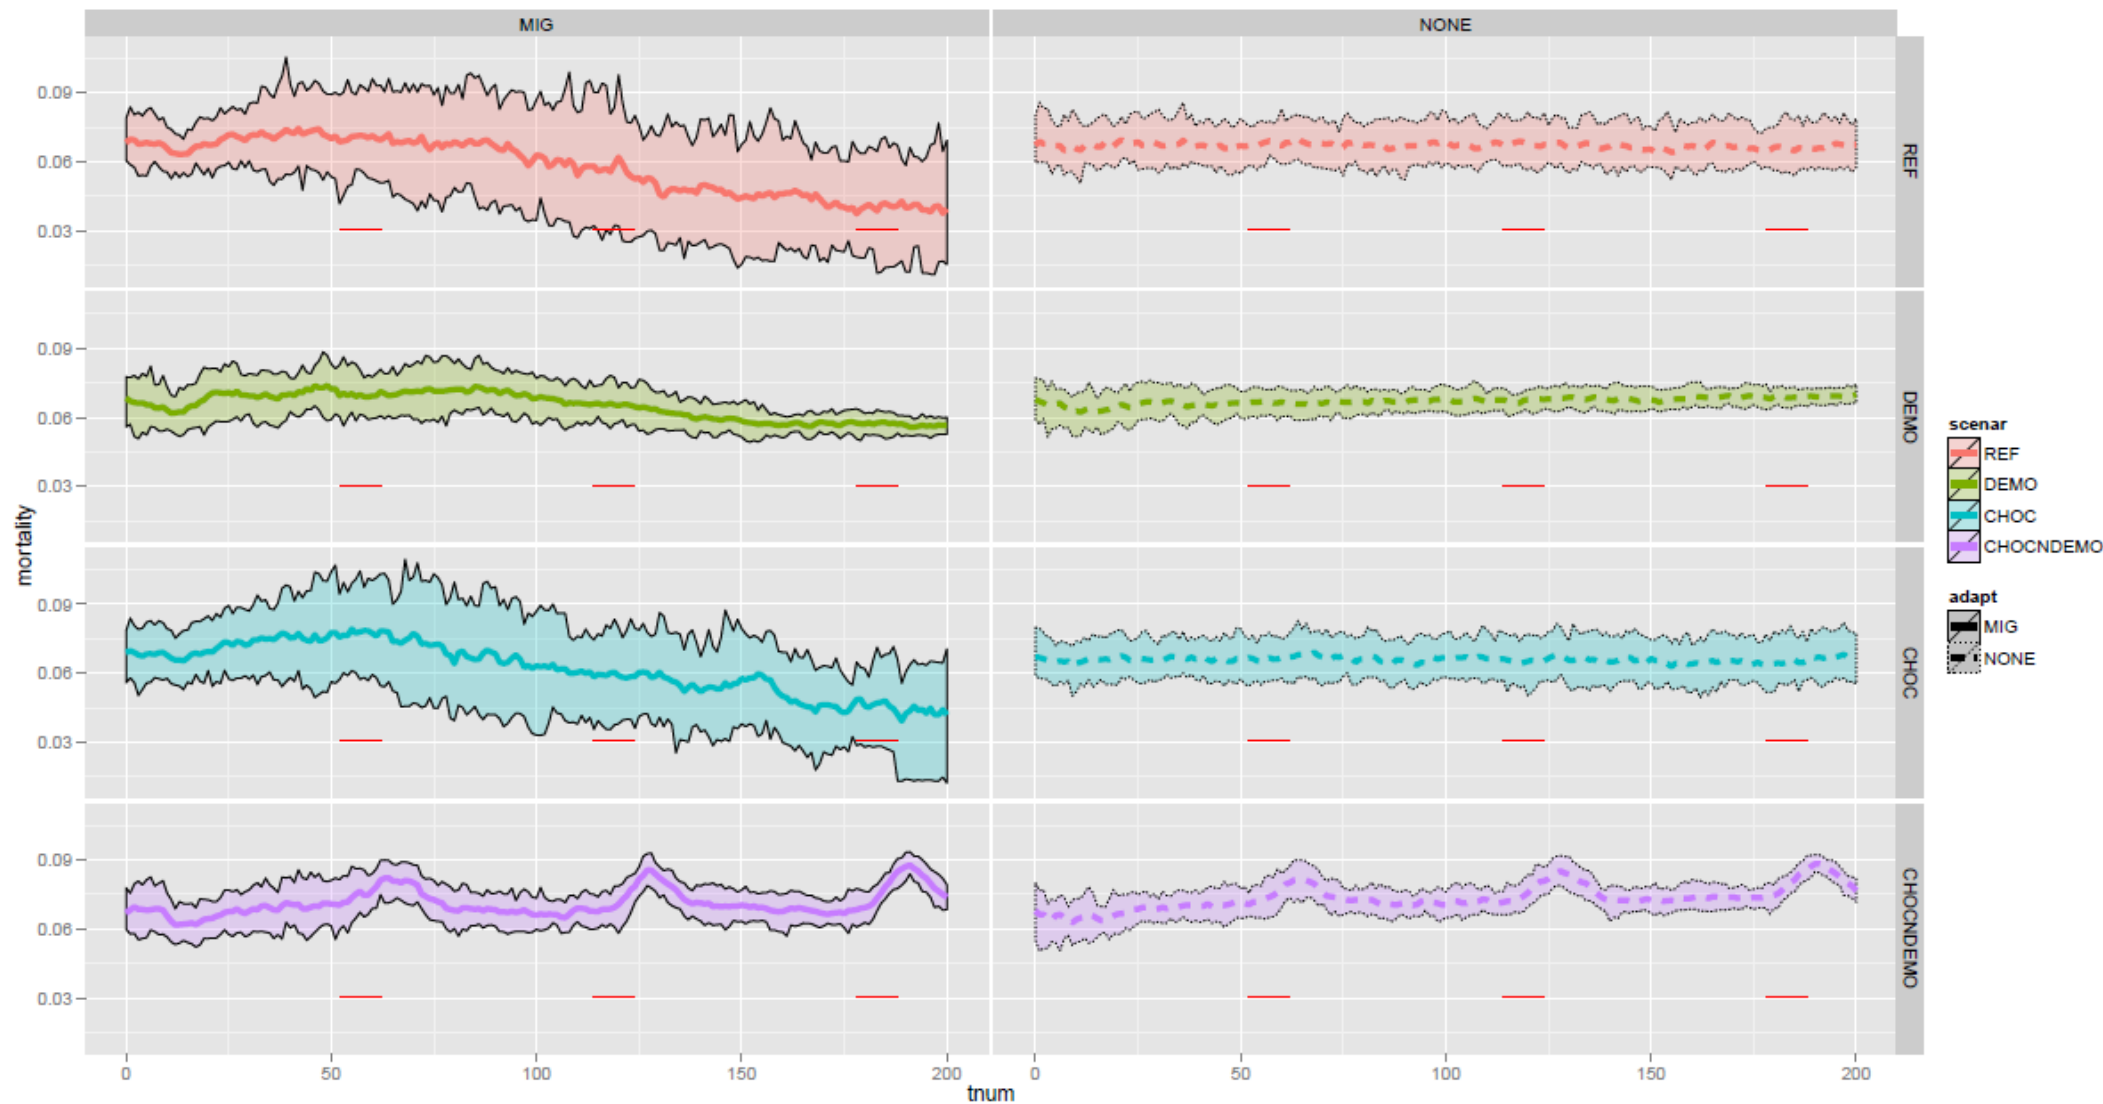 MIG
NONE
0.09
0.06
0.03
REF
0.09
0.06
0.03
DEMO
0.09
0.06
0.03
CHOC
0.09
0.06
0.03
CHOCNDEMO
mortality
0
50
100
150
200
0
50
100
150
200
tnum
scenar
REF
DEMO
CHOC
CHOCNDEMO
adapt
MIG
NONE